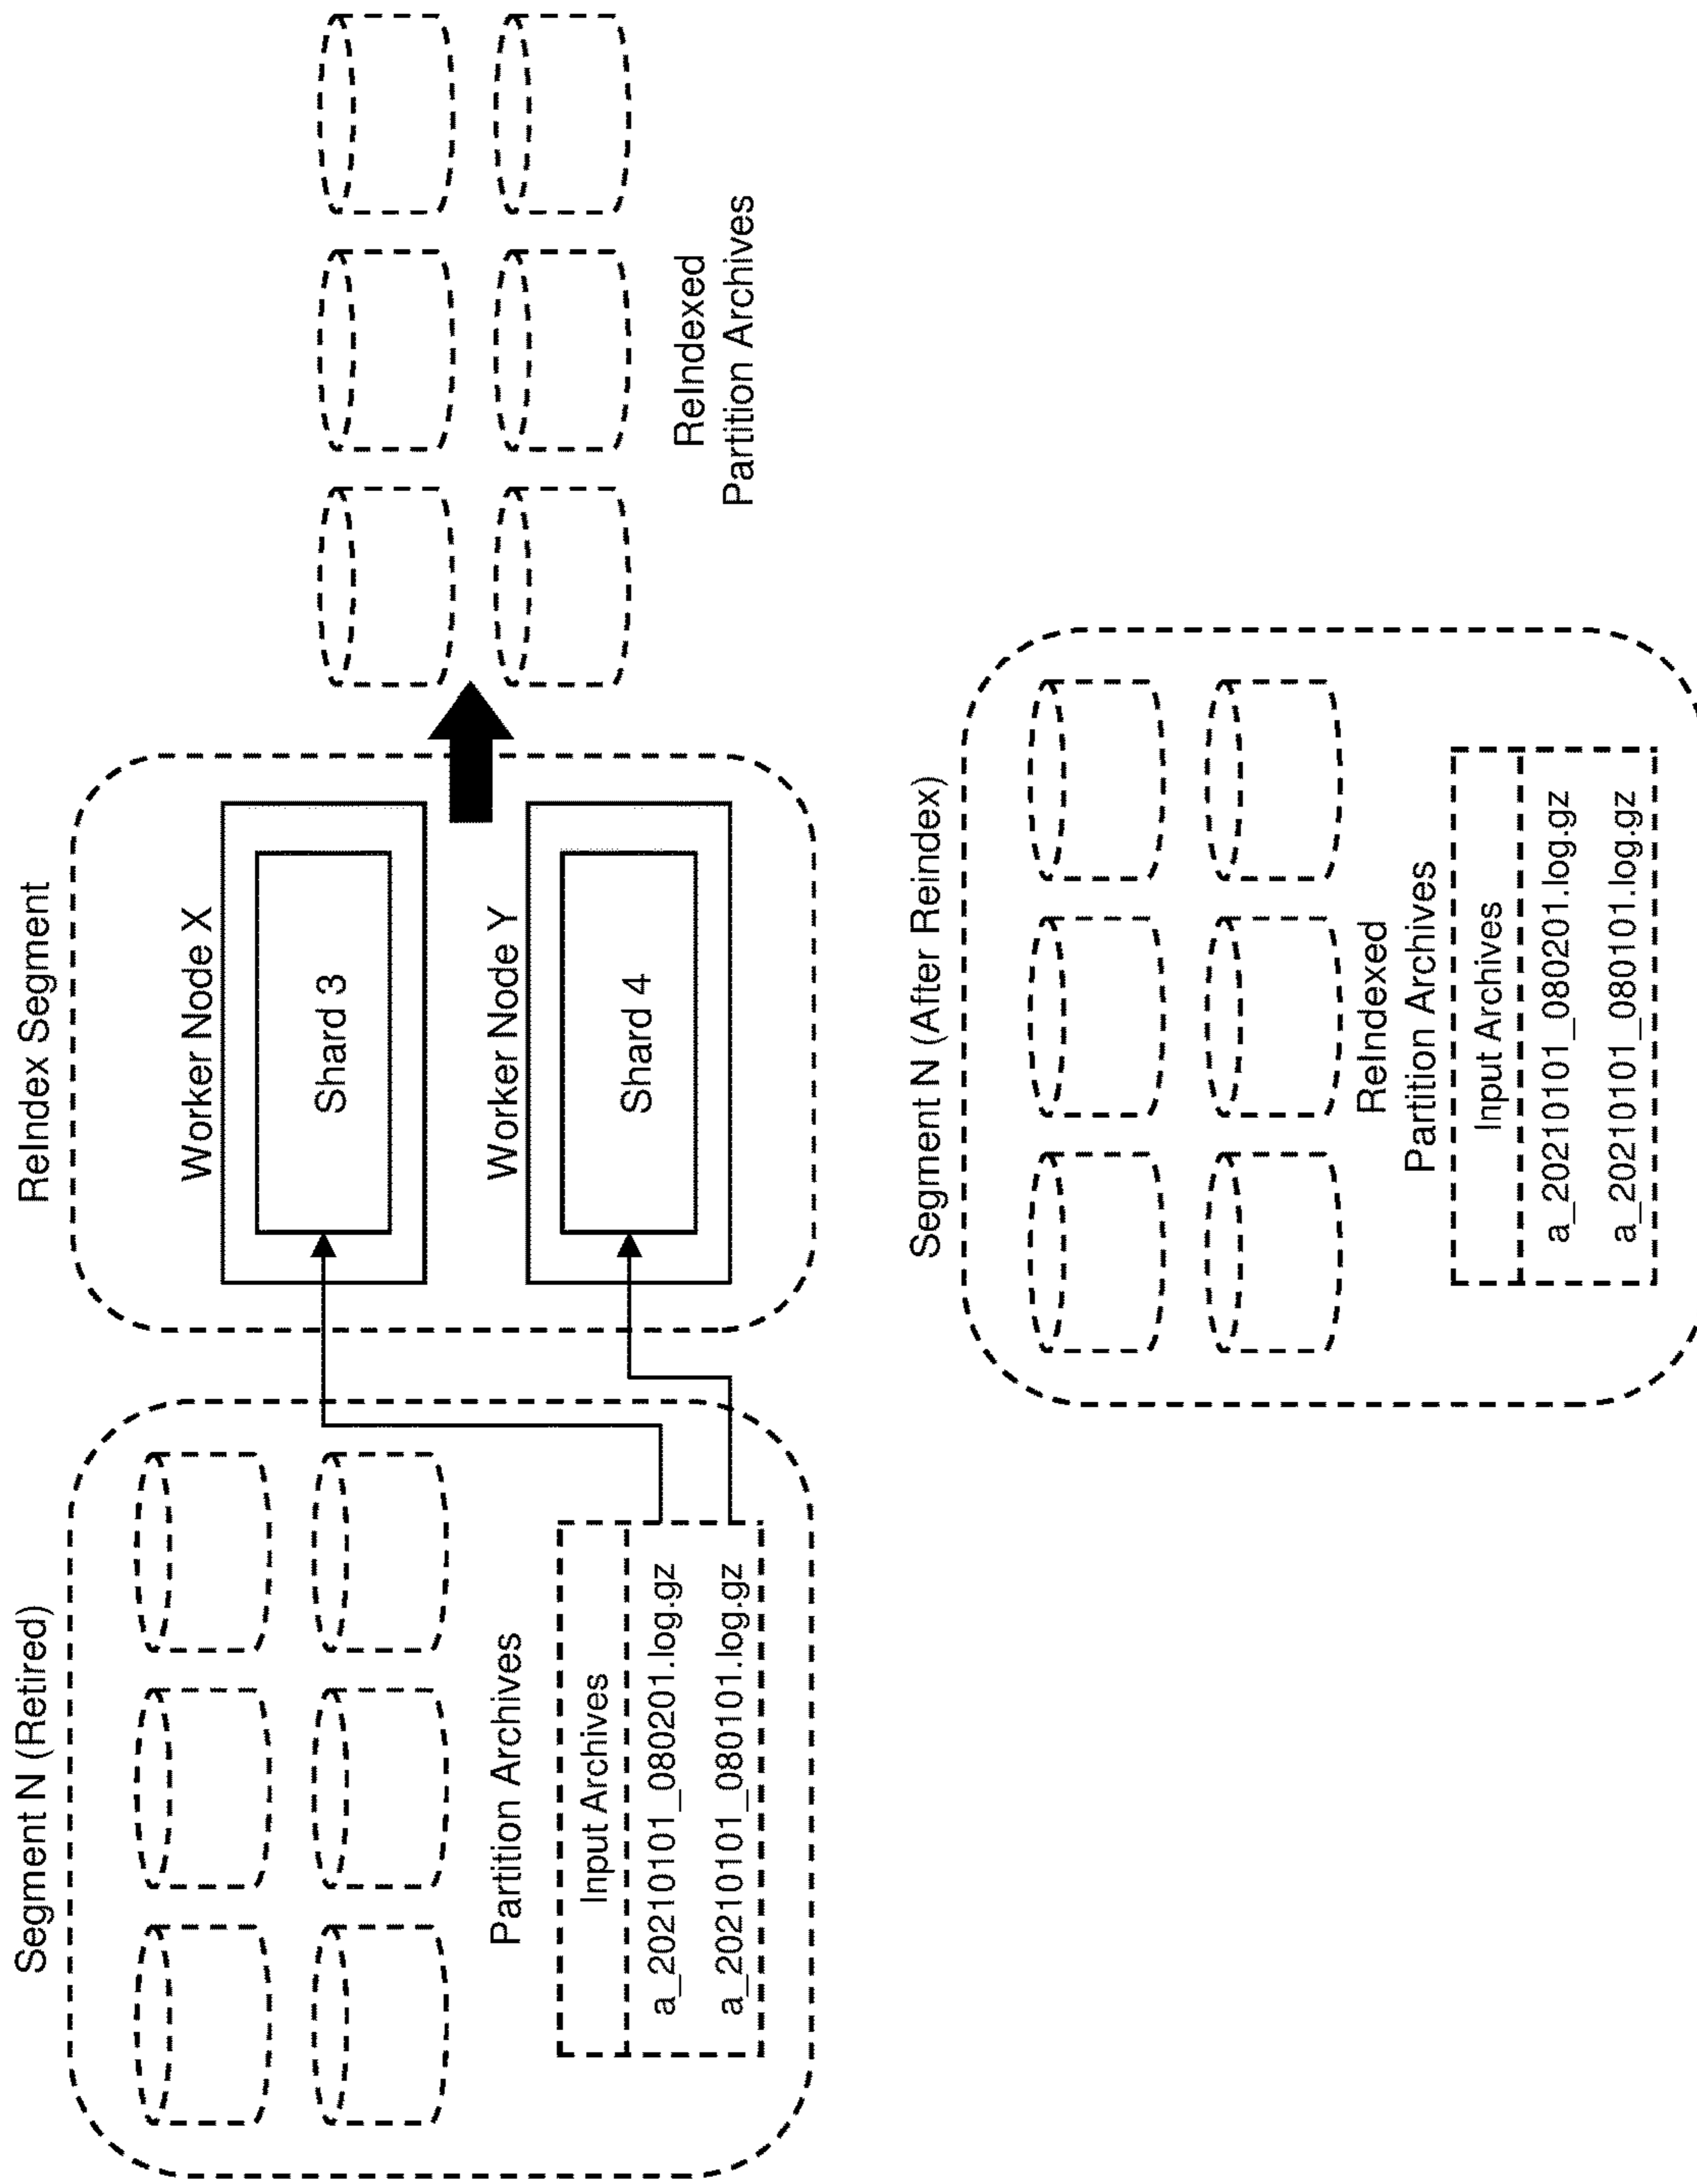 Segment N (Retired)
Partition Archives
Input Archives
a_20210101_080201.log.gz
a_20210101_080101.log.gz
ReIndex Segment
Worker Node X
Shard 3
Worker Node Y
Shard 4
ReIndexed
Partition Archives
Segment N (After Reindex)
ReIndexed
Partition Archives
Input Archives
a_20210101_080201.log.gz
a_20210101_080101.log.gz